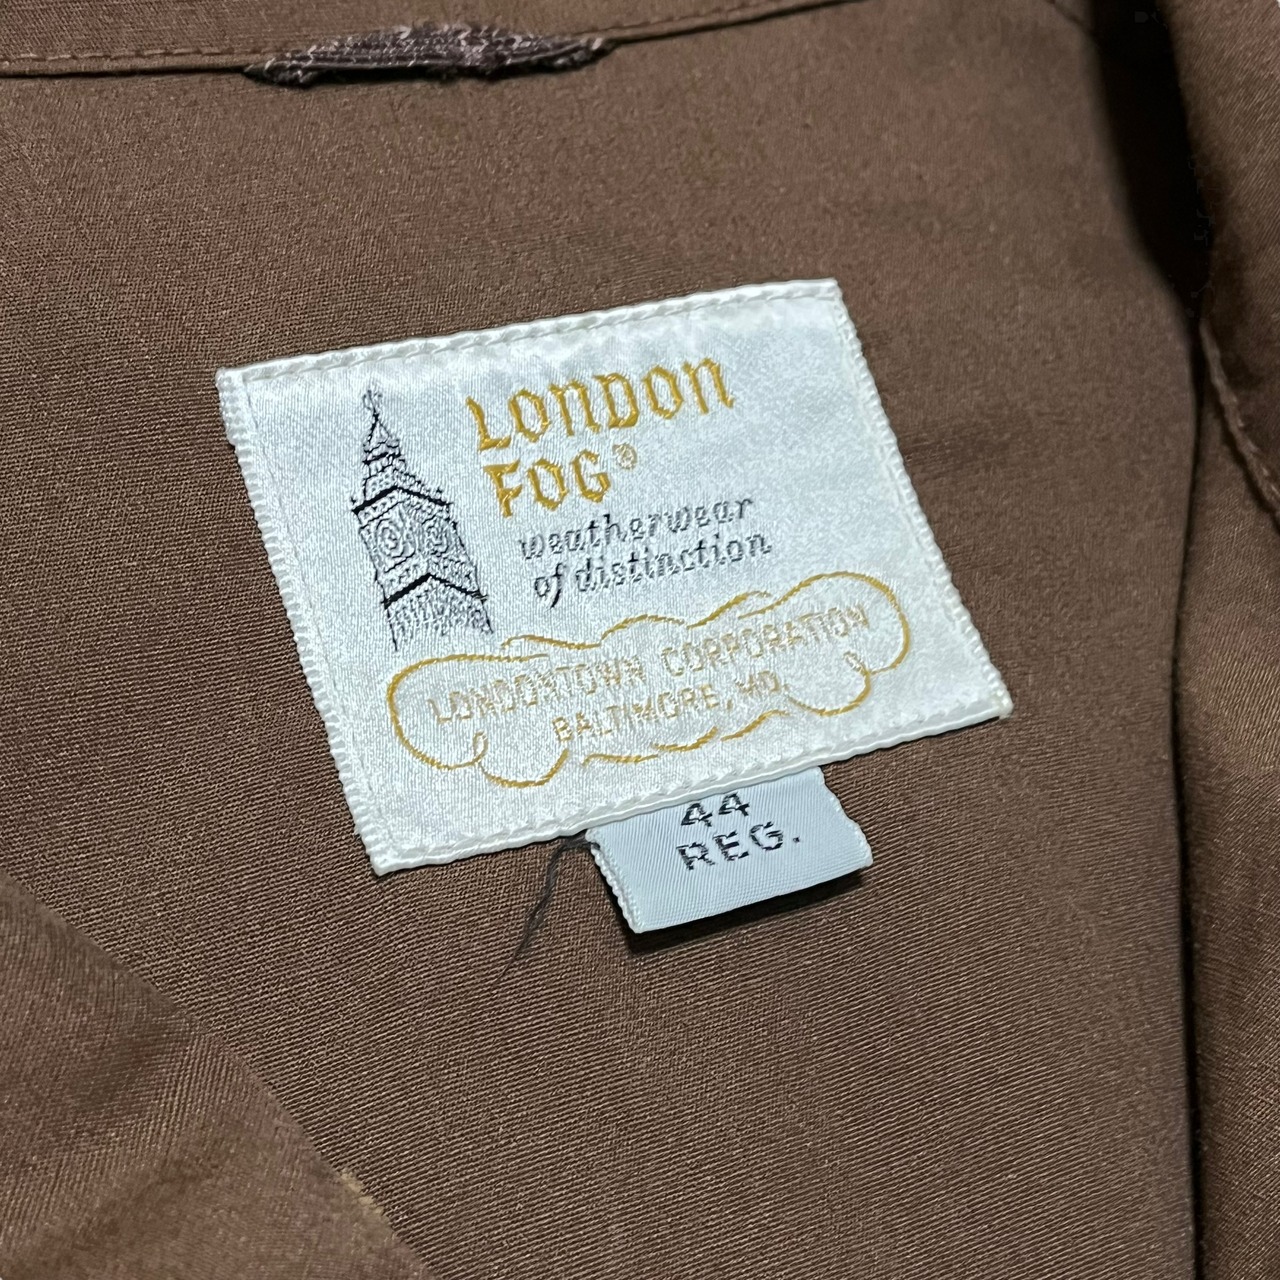 LONDON
FOG®
weatherwear
of distinction
LONDONTOWN CORPORATION
BALTIMORE, MD.
44
REG.